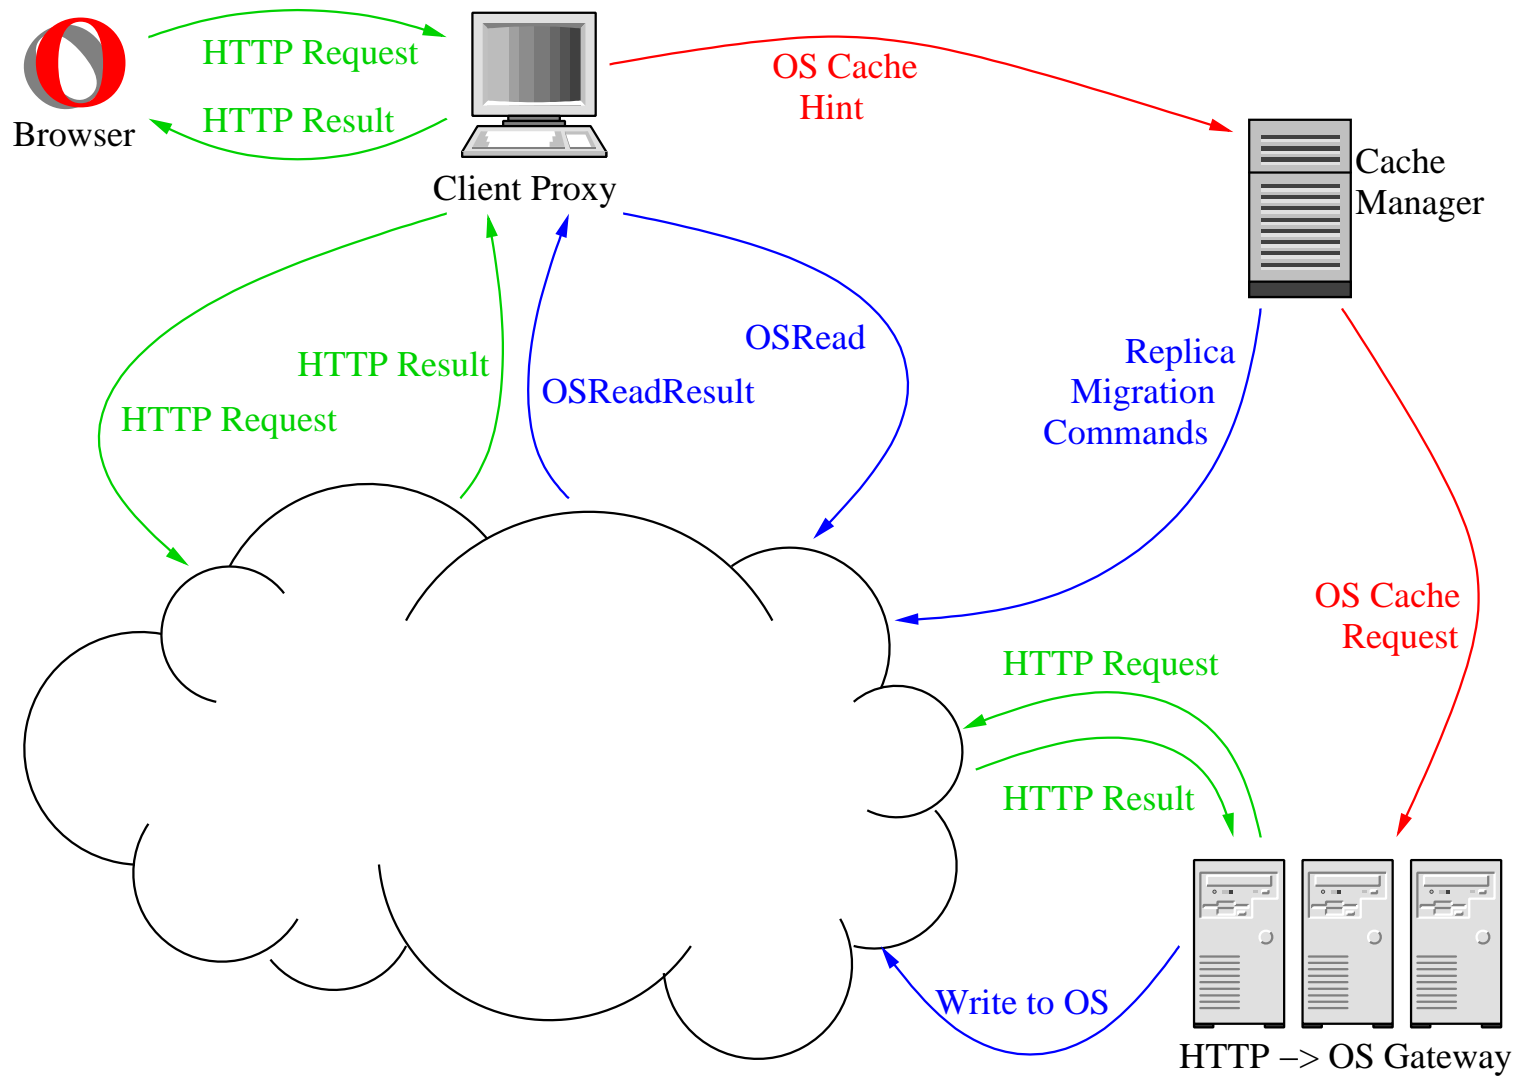 HTTP Request
HTTP Result
Browser
Client Proxy
OS Cache
Hint
Cache
Manager
OSRead
HTTP Result
OSReadResult
HTTP Request
Replica
Migration
Commands
OS Cache
Request
HTTP Request
HTTP Result
Write to OS
HTTP –> OS Gateway